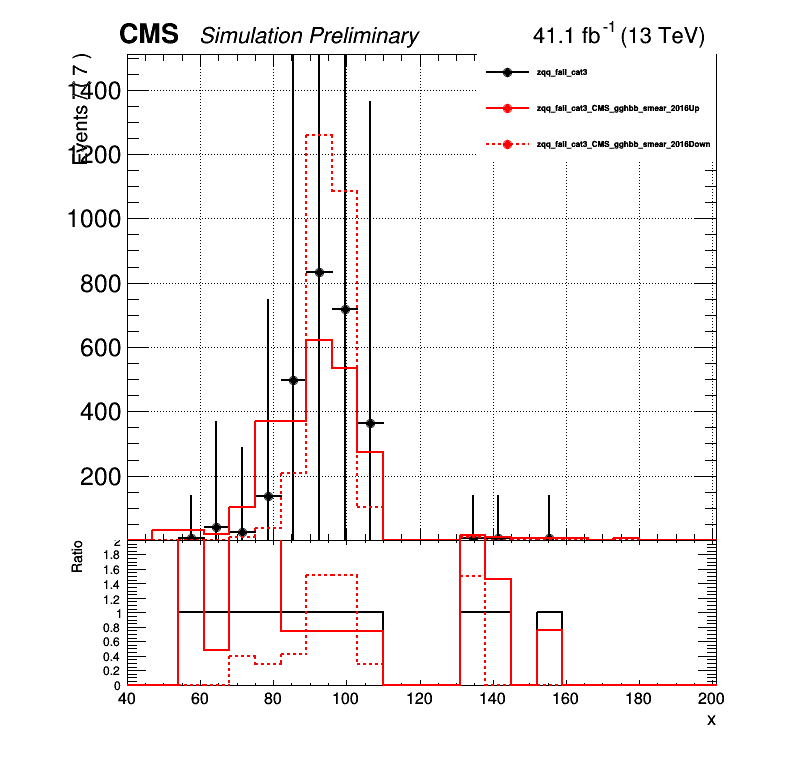 CMS Simulation Preliminary 41.1 fb-1 (13 TeV)
Events / ( 7 )
1400
1200
1000
800
600
400
200
zqq_fail_cat3
zqq_fail_cat3_CMS_gghbb_smear_2016Up
zqq_fail_cat3_CMS_gghbb_smear_2016Down
Ratio
2
1.8
1.6
1.4
1.2
1
0.8
0.6
0.4
0.2
0
40 60 80 100 120 140 160 180 200
x